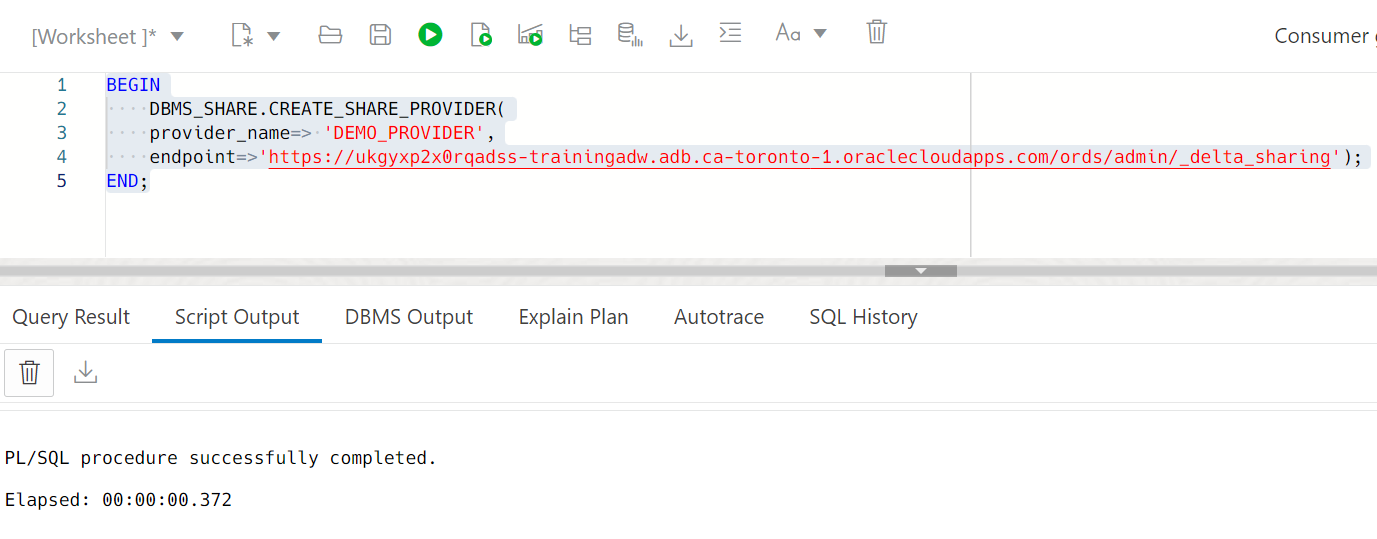 [Worksheet ]*
Aa
Consumer
1 BEGIN
2 DBMS_SHARE.CREATE_SHARE_PROVIDER(
3 provider_name=> 'DEMO_PROVIDER',
4 endpoint=>'https://ukgyxp2x0rqadss-trainingadw.adb.ca-toronto-1.oraclecloudapps.com/ords/admin/_delta_sharing');
5 END;
Query Result Script Output DBMS Output Explain Plan Autotrace SQL History
PL/SQL procedure successfully completed.
Elapsed: 00:00:00.372